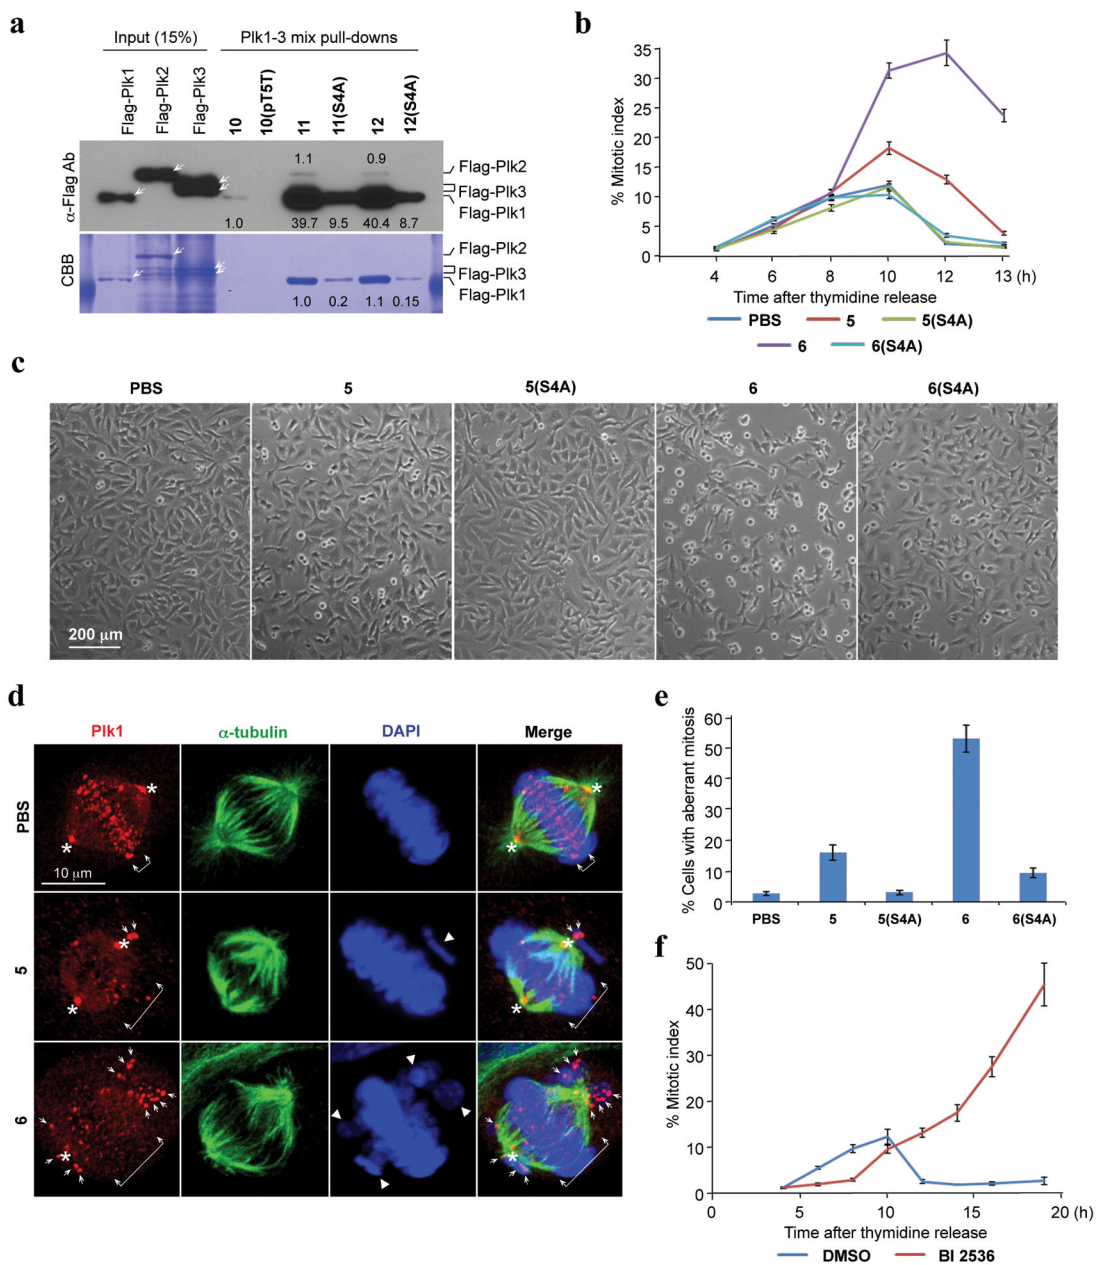 a
Input (15%)
Plk1-3 mix pull-downs
Flag-Plk1
Flag-Plk2
Flag-Plk3
10
10(pT5T)
11
11(S4A)
12
12(S4A)
α-Flag Ab
1.1
0.9
1.0
39.7
9.5
40.4
8.7
Flag-Plk2
Flag-Plk3
Flag-Plk1
CBB
1.0
0.2
1.1
0.15
Flag-Plk2
Flag-Plk3
Flag-Plk1
b
% Mitotic index
35
30
25
20
15
10
5
0
4 6 8 10 12 13 (h)
Time after thymidine release
PBS 5 5(S4A)
6 6(S4A)
c
PBS 5 5(S4A) 6 6(S4A)
200 μm
d
Plk1 α-tubulin DAPI Merge
PBS
* * * *
10 μm
5
* * * *
6
* *
e
% Cells with aberrant mitosis
60
50
40
30
20
10
0
PBS 5 5(S4A) 6 6(S4A)
f
% Mitotic index
50
40
30
20
10
0
0 5 10 15 20 (h)
Time after thymidine release
DMSO BI 2536